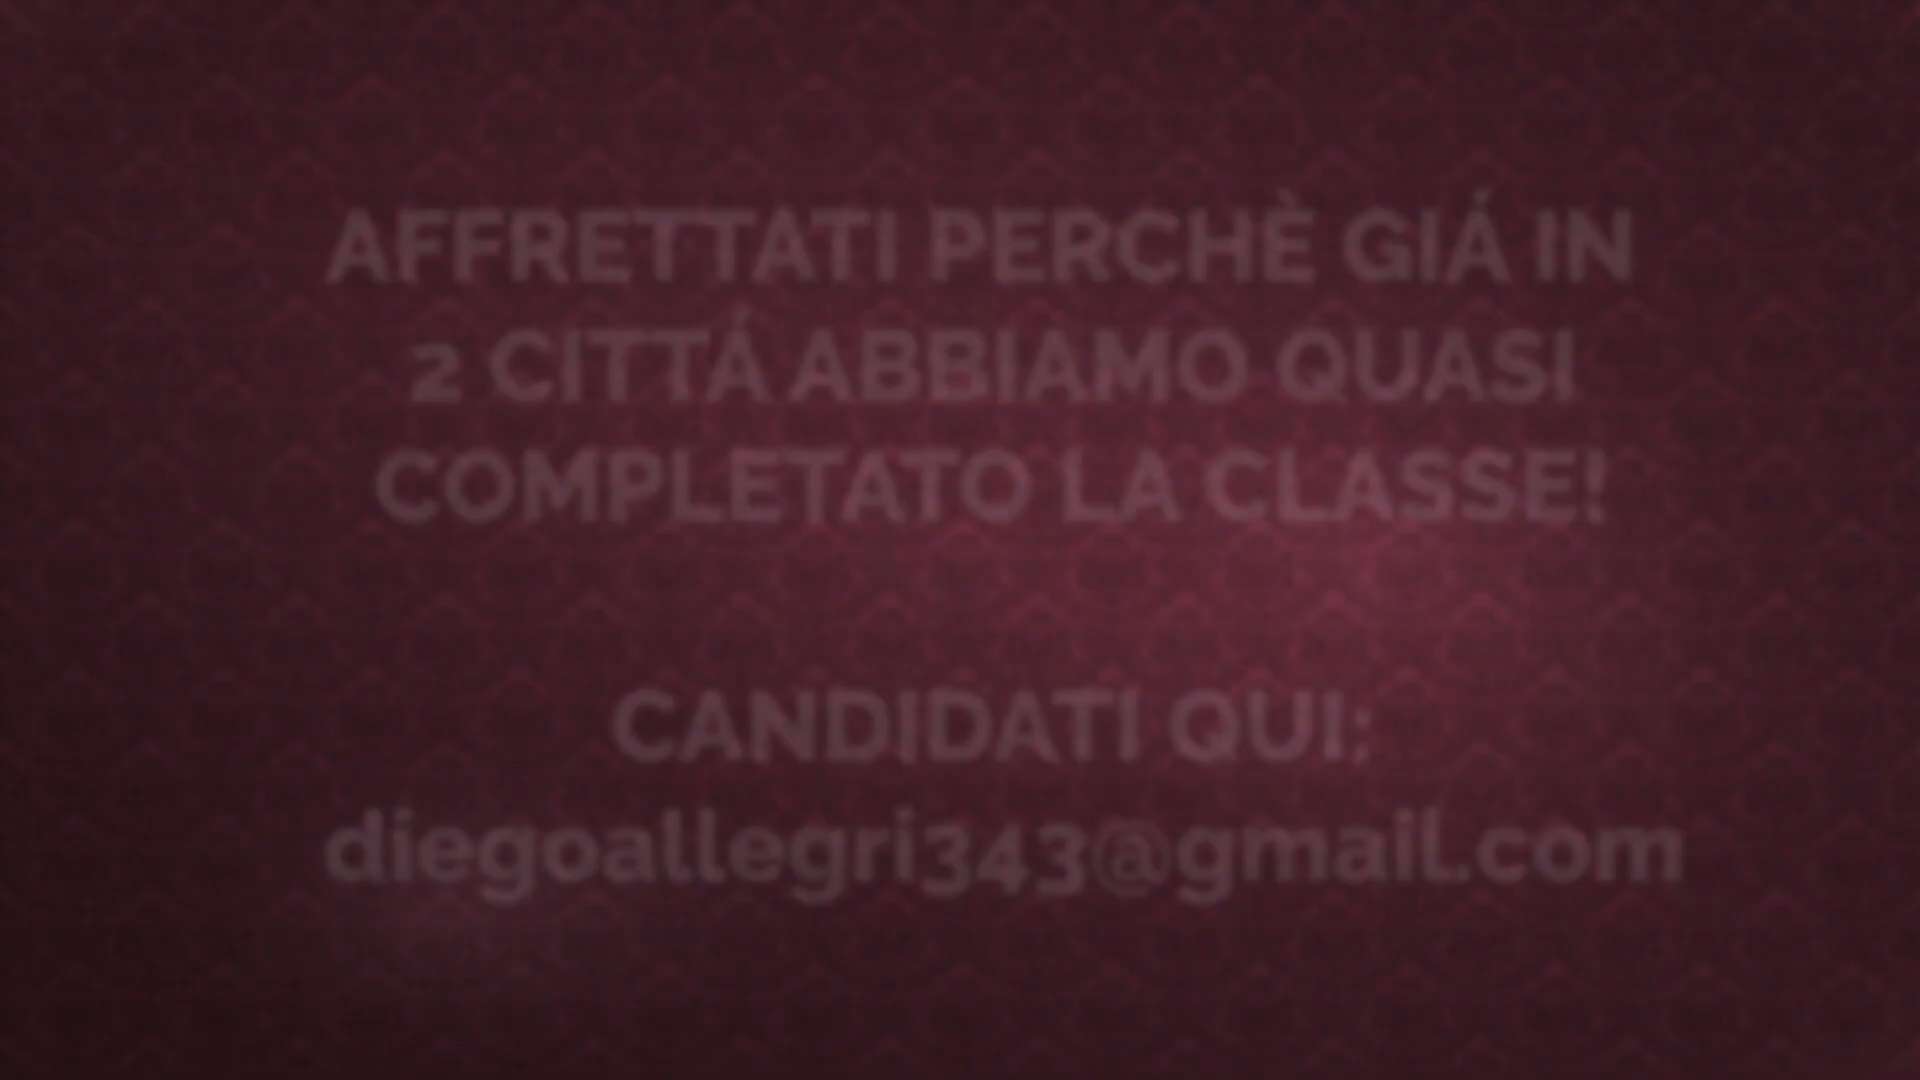 AFFRETTATI PERCHÈ GIÁ IN
2 CITTÁ ABBIAMO QUASI
COMPLETATO LA CLASSE!
CANDIDATI QUI:
diegoallegri343@gmail.com